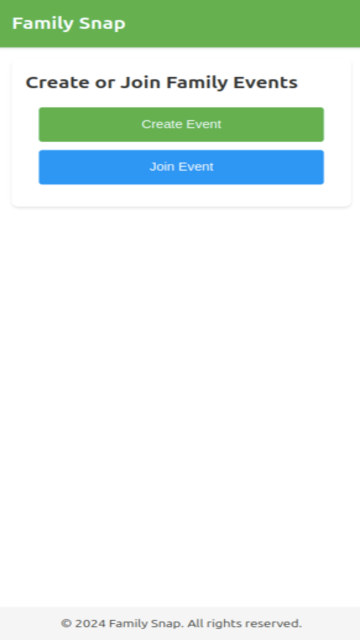 Family Snap
Create or Join Family Events
Create Event
Join Event
© 2024 Family Snap. All rights reserved.